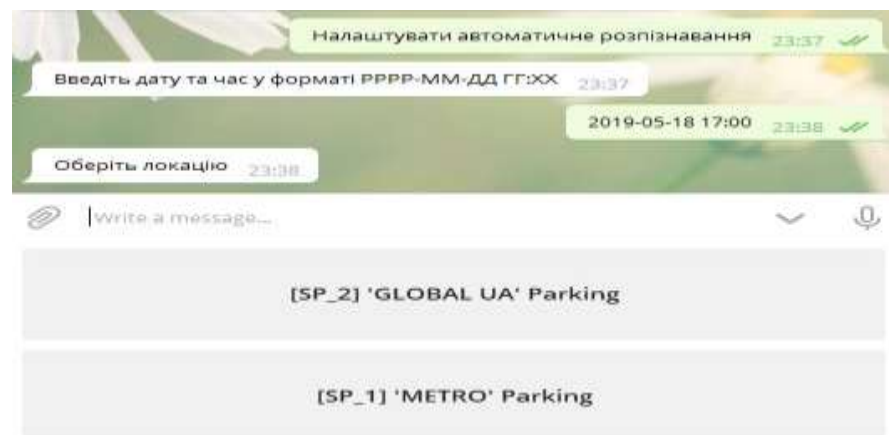 Налаштувати автоматичне розпізнавання 23:37
Введіть дату та час у форматі РРРР-ММ-ДД ГГ:ХХ 23:37
2019-05-18 17:00 23:38
Оберіть локацію 23:38
Write a message...
[SP_2] 'GLOBAL UA' Parking
[SP_1] 'METRO' Parking